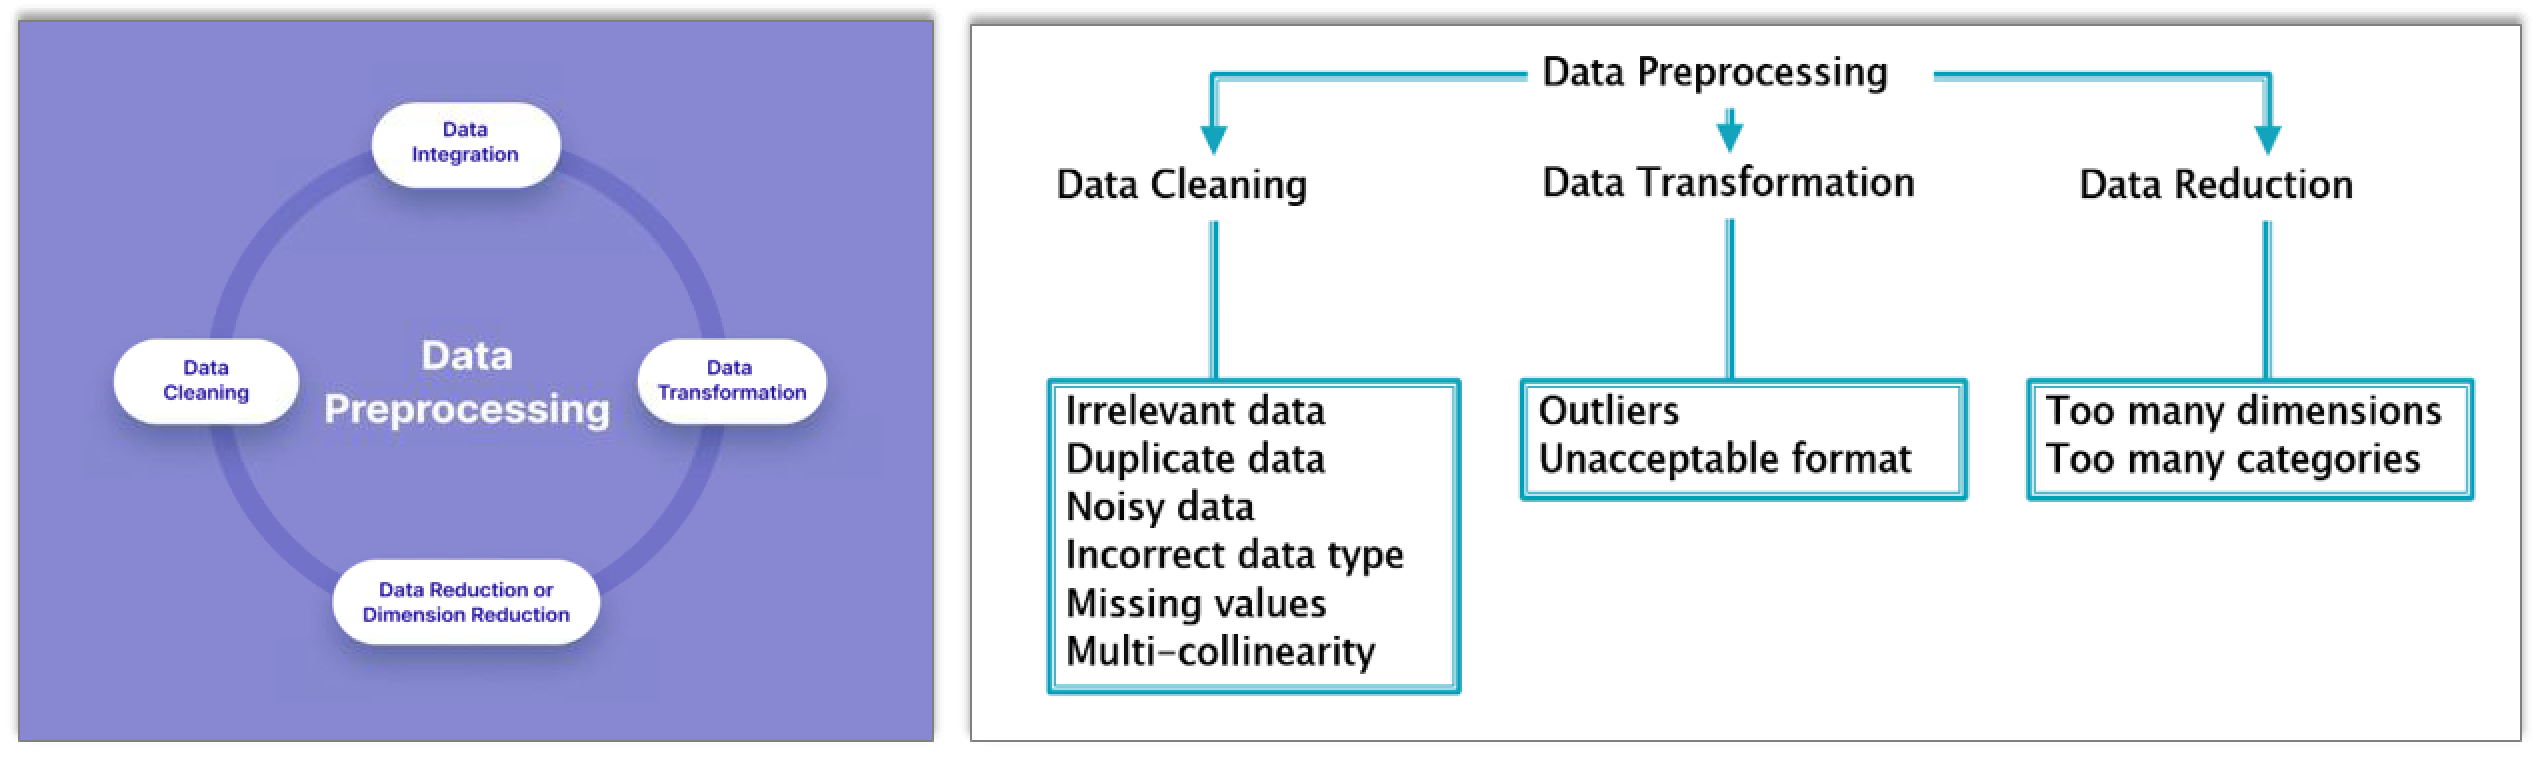 Data
Integration
Data
Cleaning
Data
Preprocessing
Data
Transformation
Data Reduction or
Dimension Reduction
Data Preprocessing
Data Cleaning
Data Transformation
Data Reduction
Irrelevant data
Duplicate data
Noisy data
Incorrect data type
Missing values
Multi-collinearity
Outliers
Unacceptable format
Too many dimensions
Too many categories